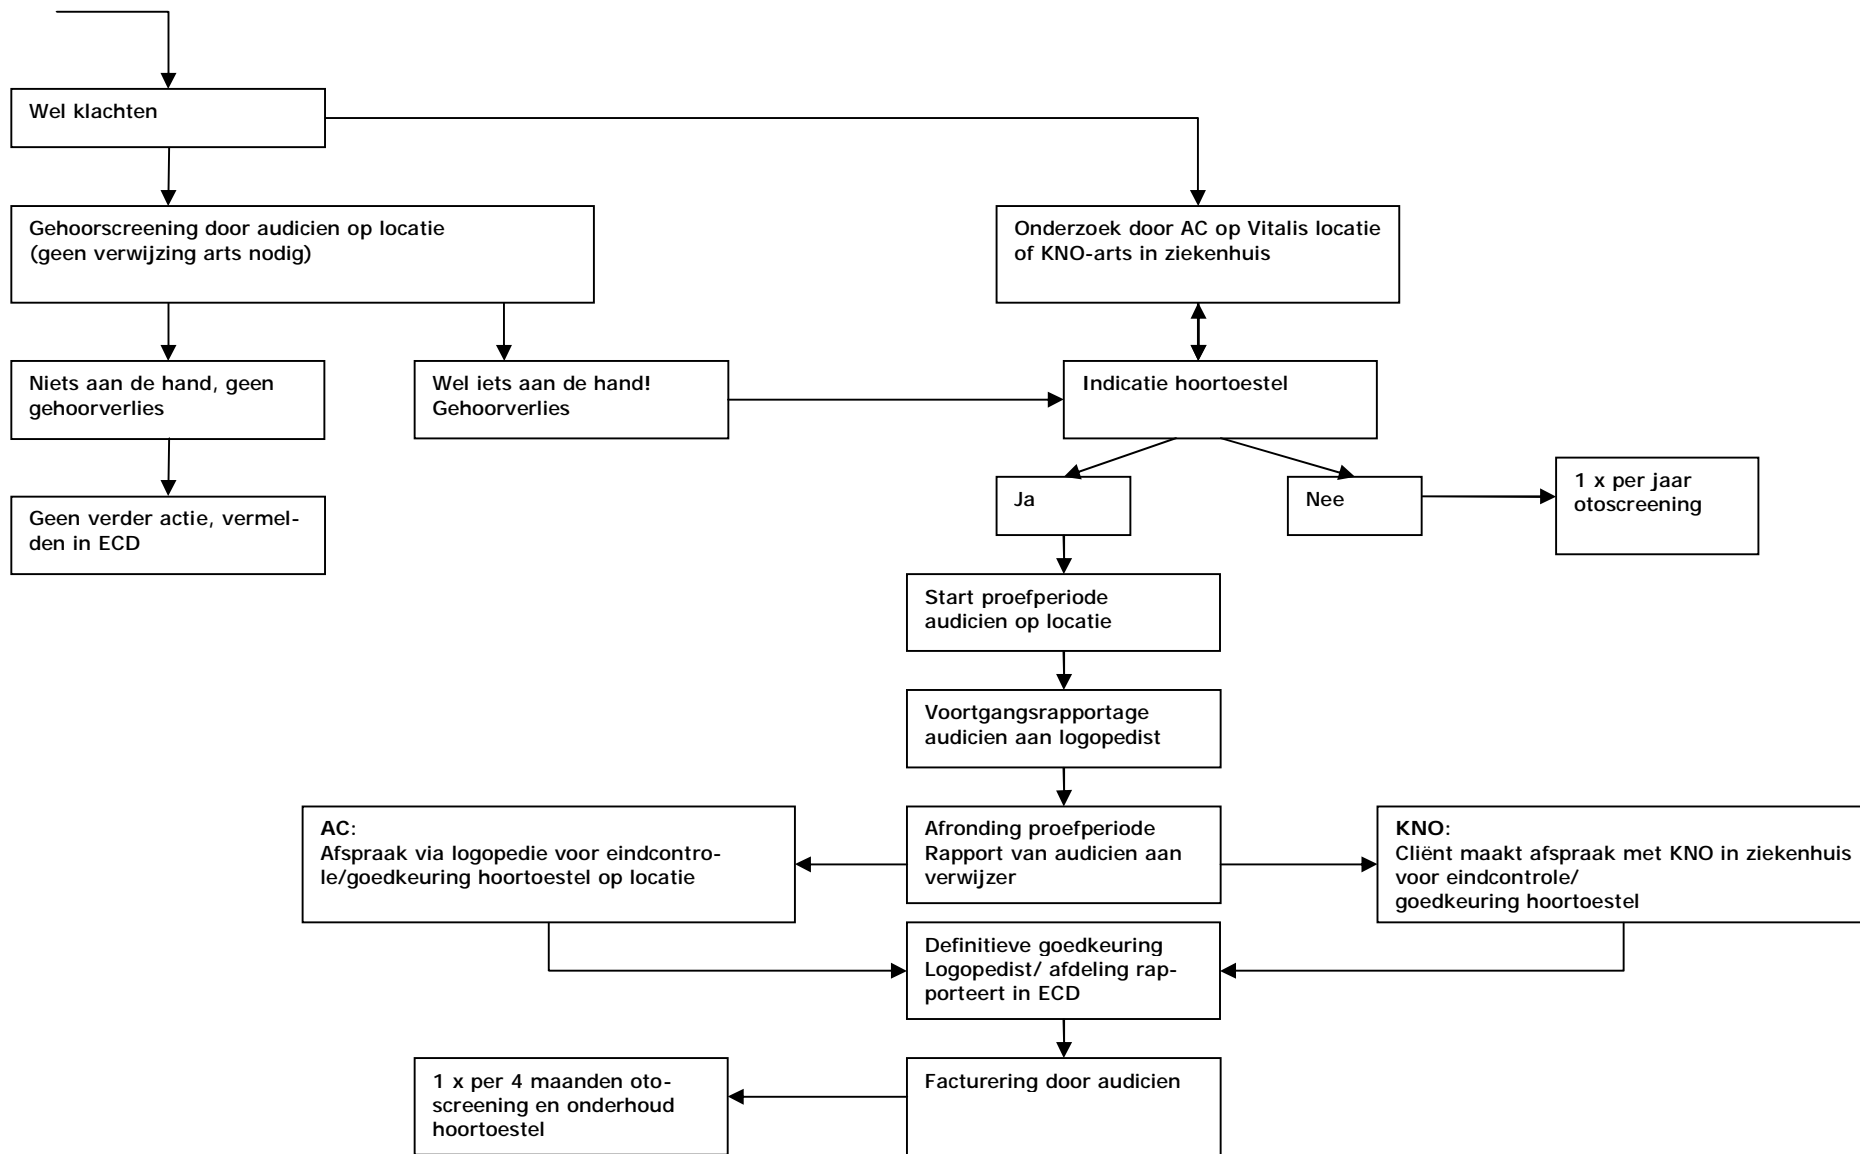 Wel klachten
Gehoorscreening door audicien op locatie
(geen verwijzing arts nodig)
Onderzoek door AC op Vitalis locatie
of KNO-arts in ziekenhuis
Niets aan de hand, geen
gehoorverlies
Wel iets aan de hand!
Gehoorverlies
Indicatie hoortoestel
Geen verder actie, vermel-
den in ECD
Ja
Nee
1 x per jaar
otoscreening
Start proefperiode
audicien op locatie
Voortgangsrapportage
audicien aan logopedist
AC:
Afspraak via logopedie voor eindcontro-
le/goedkeuring hoortoestel op locatie
Afronding proefperiode
Rapport van audicien aan
verwijzer
KNO:
Cliënt maakt afspraak met KNO in ziekenhuis
voor eindcontrole/
goedkeuring hoortoestel
Definitieve goedkeuring
Logopedist/ afdeling rap-
porteert in ECD
1 x per 4 maanden oto-
screening en onderhoud
hoortoestel
Facturering door audicien